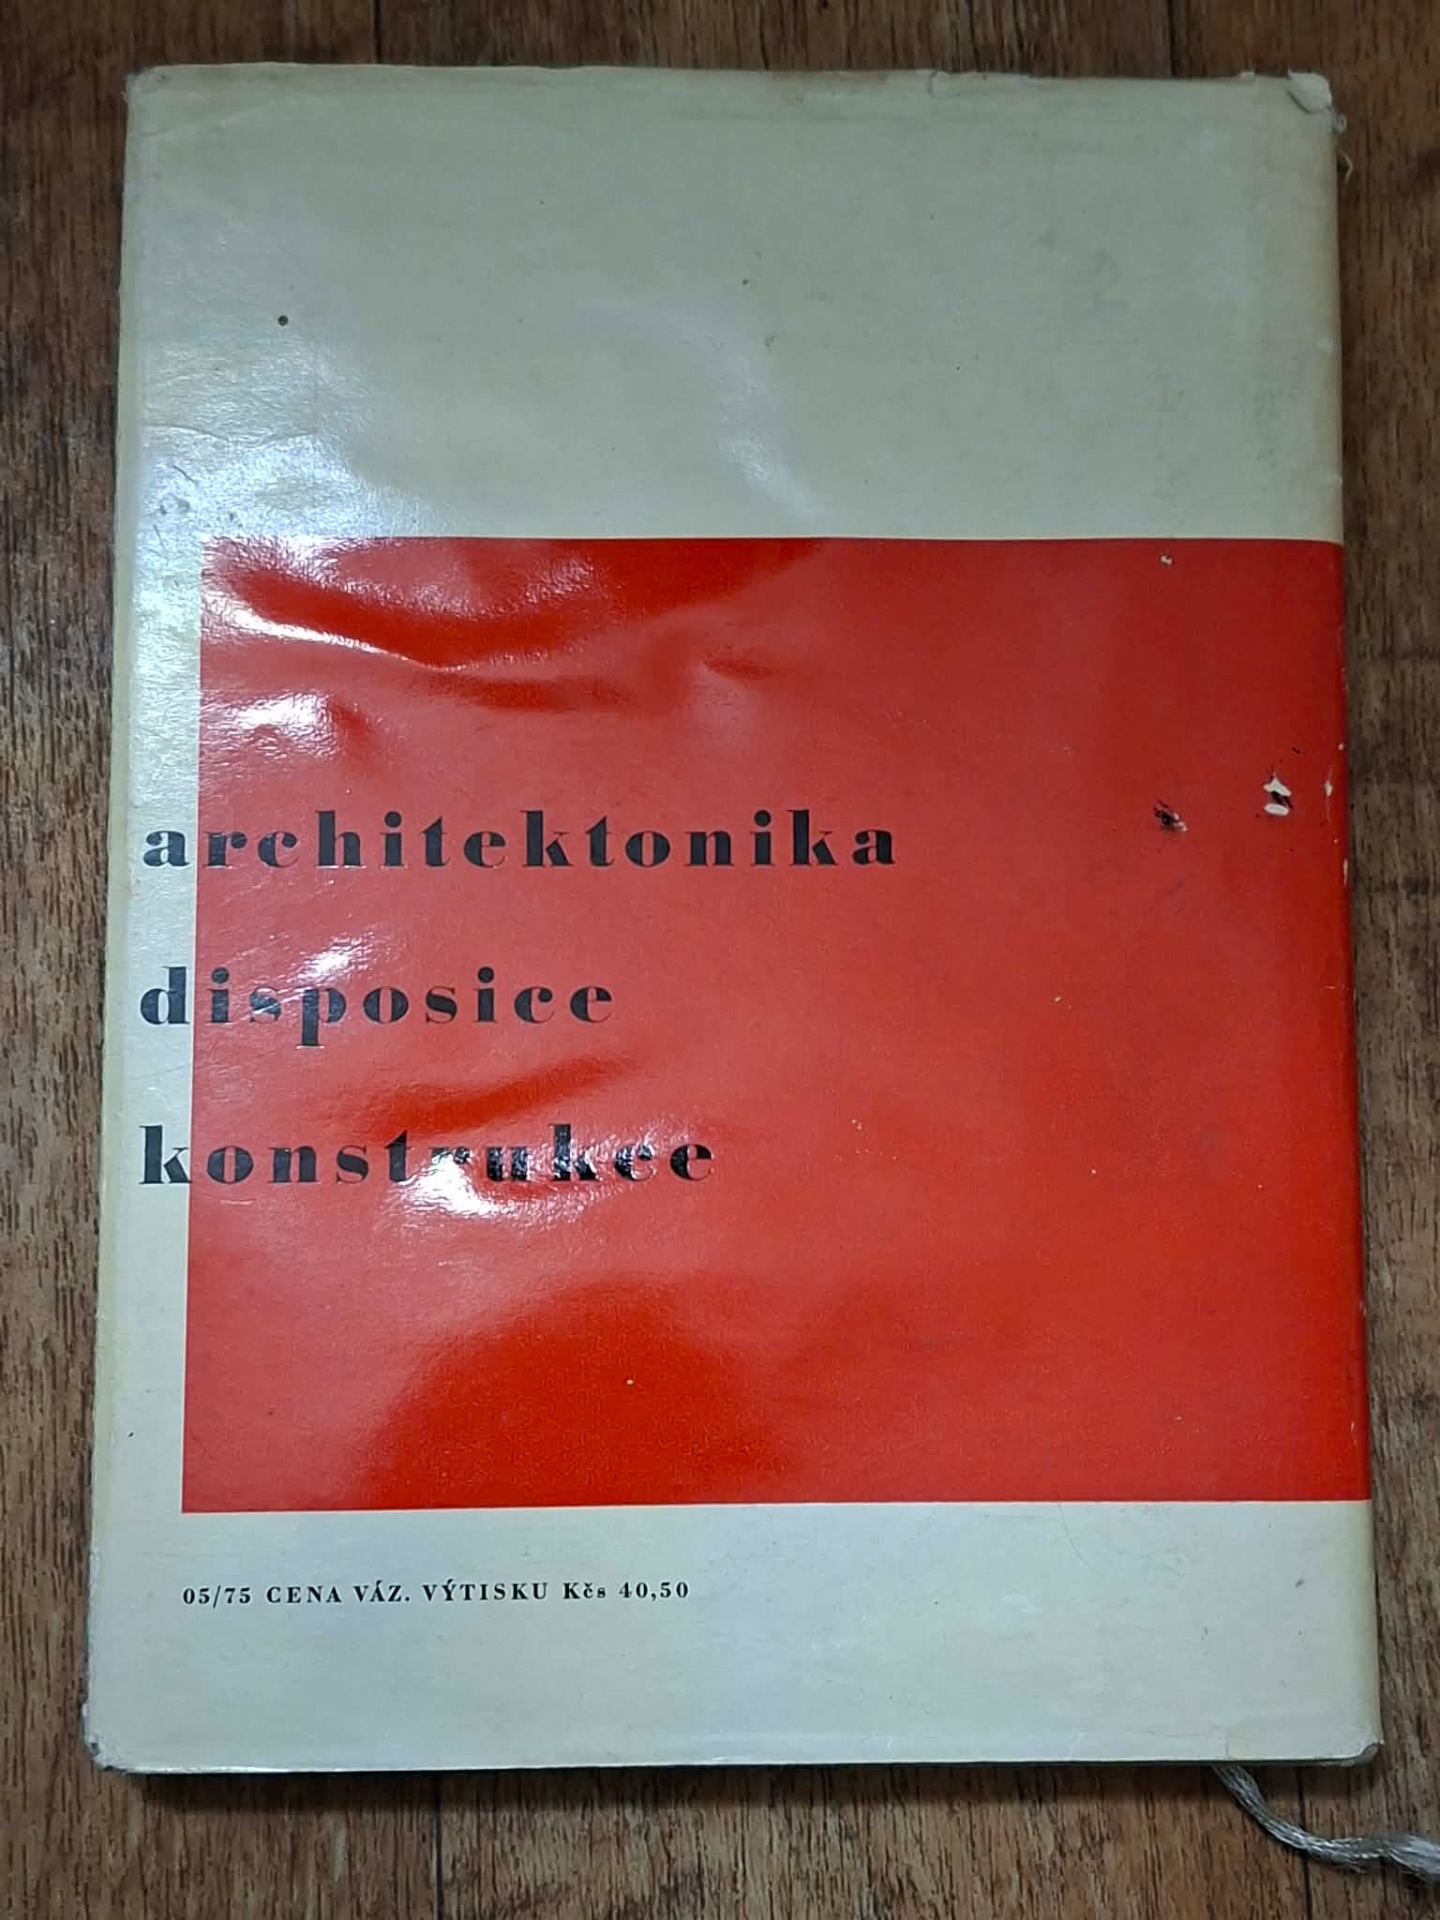 architektonika
disposice
konstrukce
05/75 CENA VÁZ. VÝTISKU Kčs 40,50